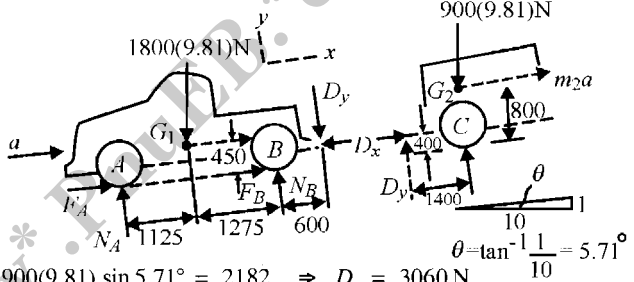 900(9.81)N
y
1800(9.81)N
x
D_y
G_2
m_2a
a
G_1
A
B
450
D_x
400
C
800
F_A
F_B
N_B
D_y
θ
N_A
1125
1275
600
1400
10
1
θ=tan⁻¹ 1/10 = 5.71°
900(9.81) sin 5.71° = 2182 ⇒ D = 3060 N